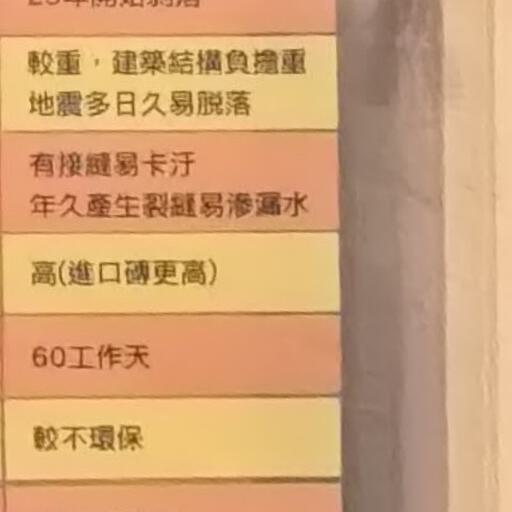 較重，建築結構負擔重
地震多日久易脫落
有接縫易卡汙
年久產生裂縫易滲漏水
高(進口磚更高)
60工作天
較不環保